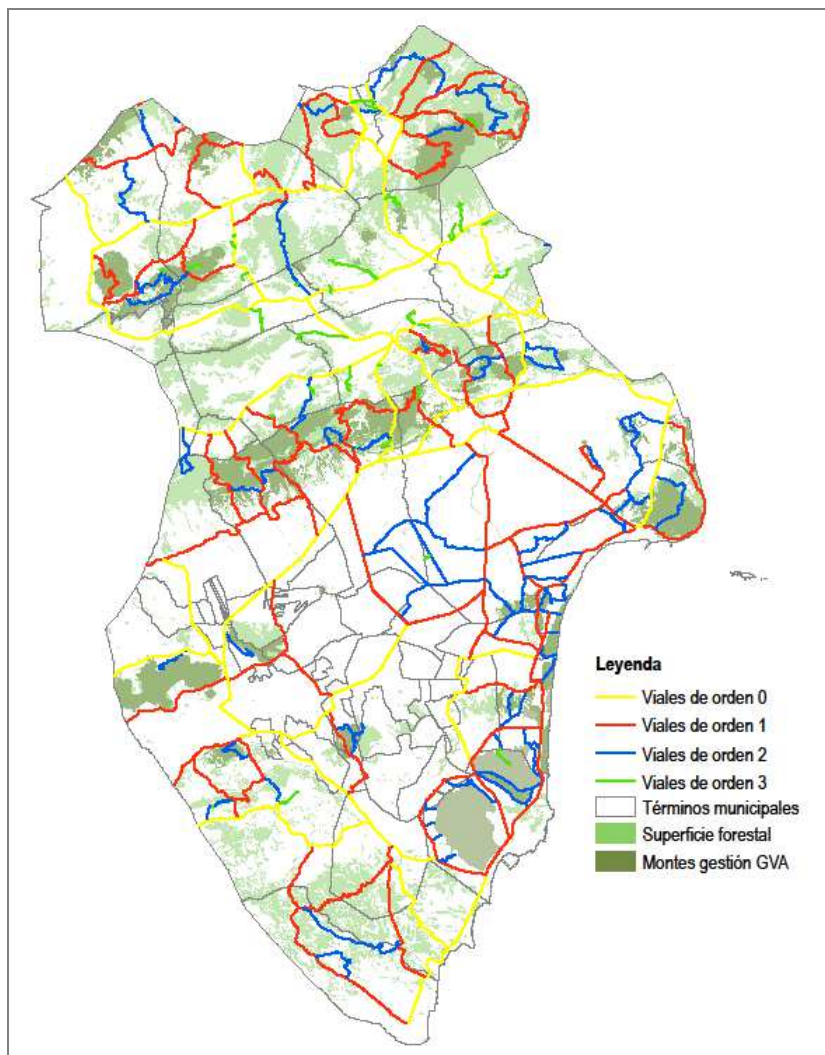 Leyenda
Viales de orden 0
Viales de orden 1
Viales de orden 2
Viales de orden 3
Términos municipales
Superficie forestal
Montes gestión GVA